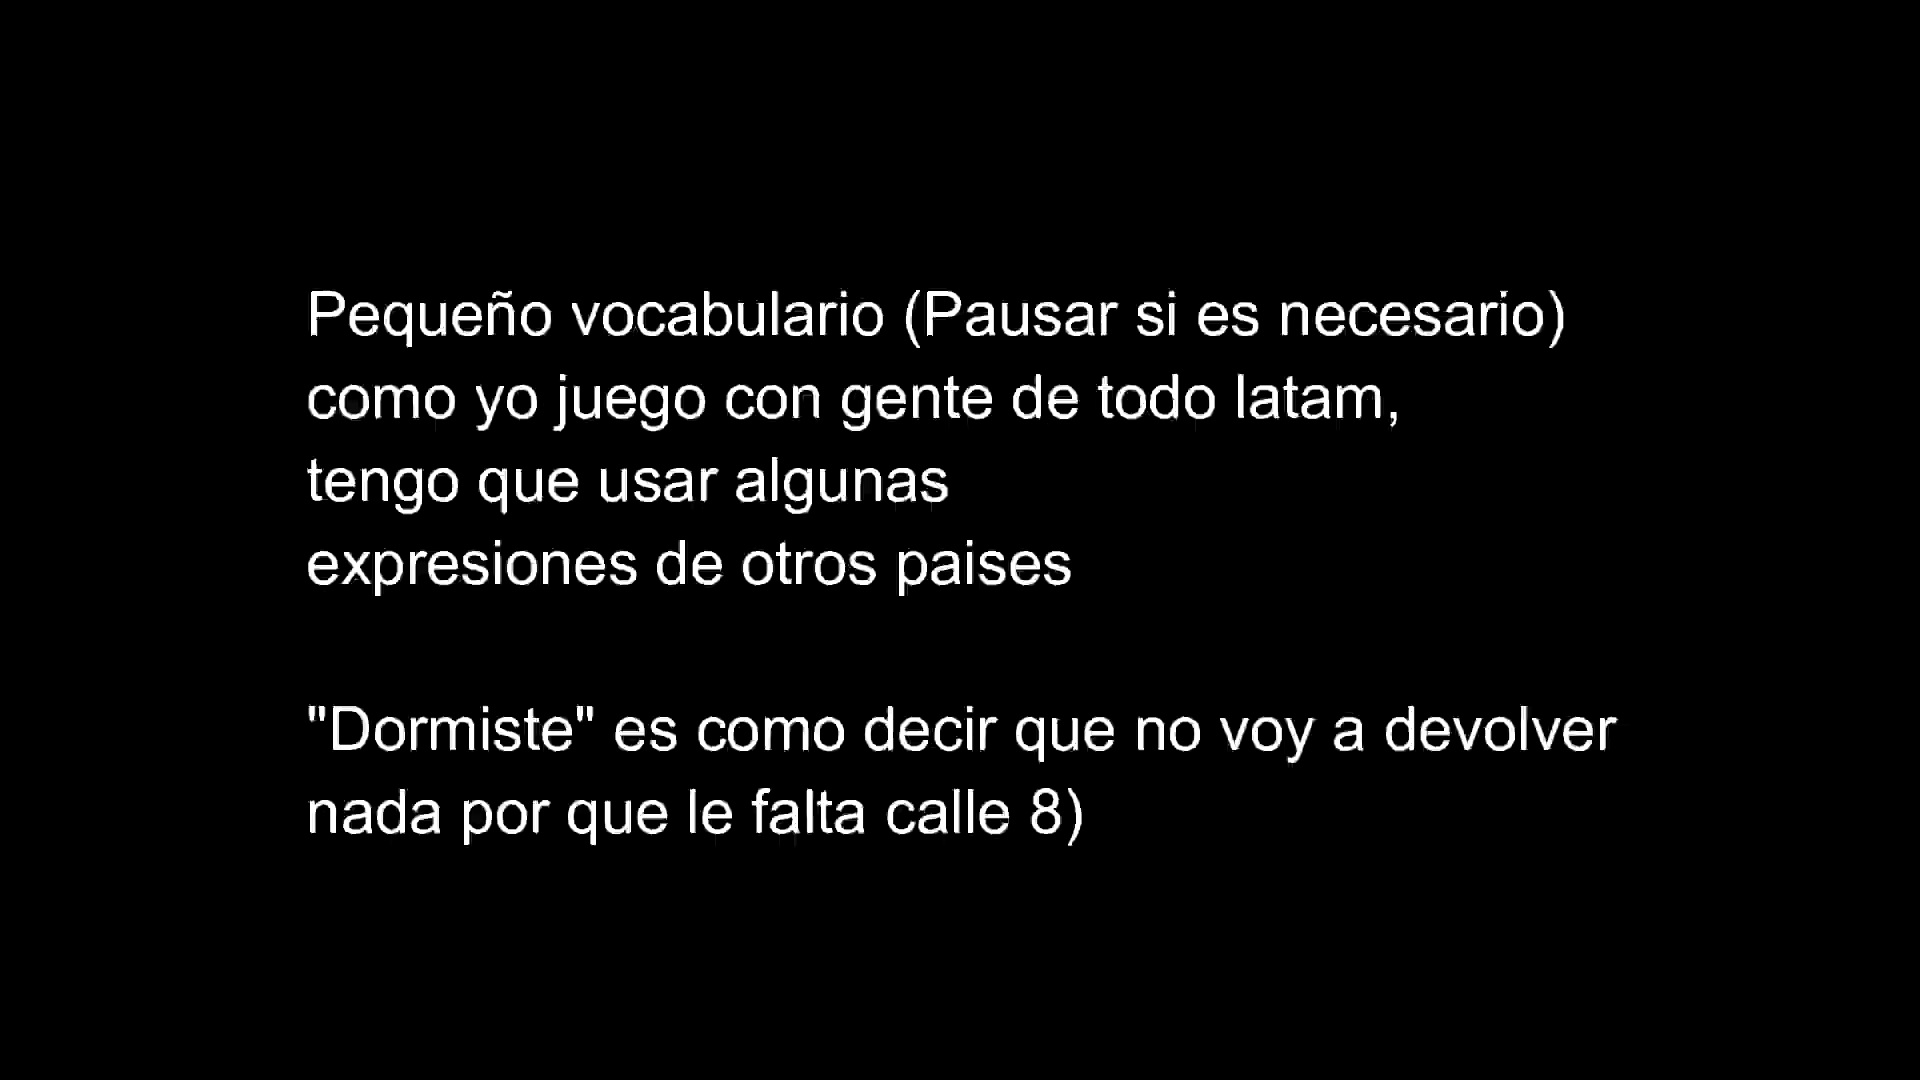 Pequeño vocabulario (Pausar si es necesario)
como yo juego con gente de todo latam,
tengo que usar algunas
expresiones de otros paises
"Dormiste" es como decir que no voy a devolver
nada por que le falta calle 8)